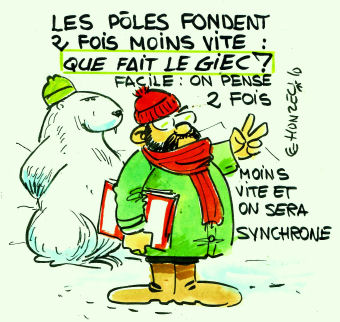 LES PÔLES FONDENT
2 FOIS MOINS VITE :
QUE FAIT LE GIEC ?
FACILE : ON PENSE
2 FOIS
MOINS
VITE ET
ON SERA
SYNCHRONE